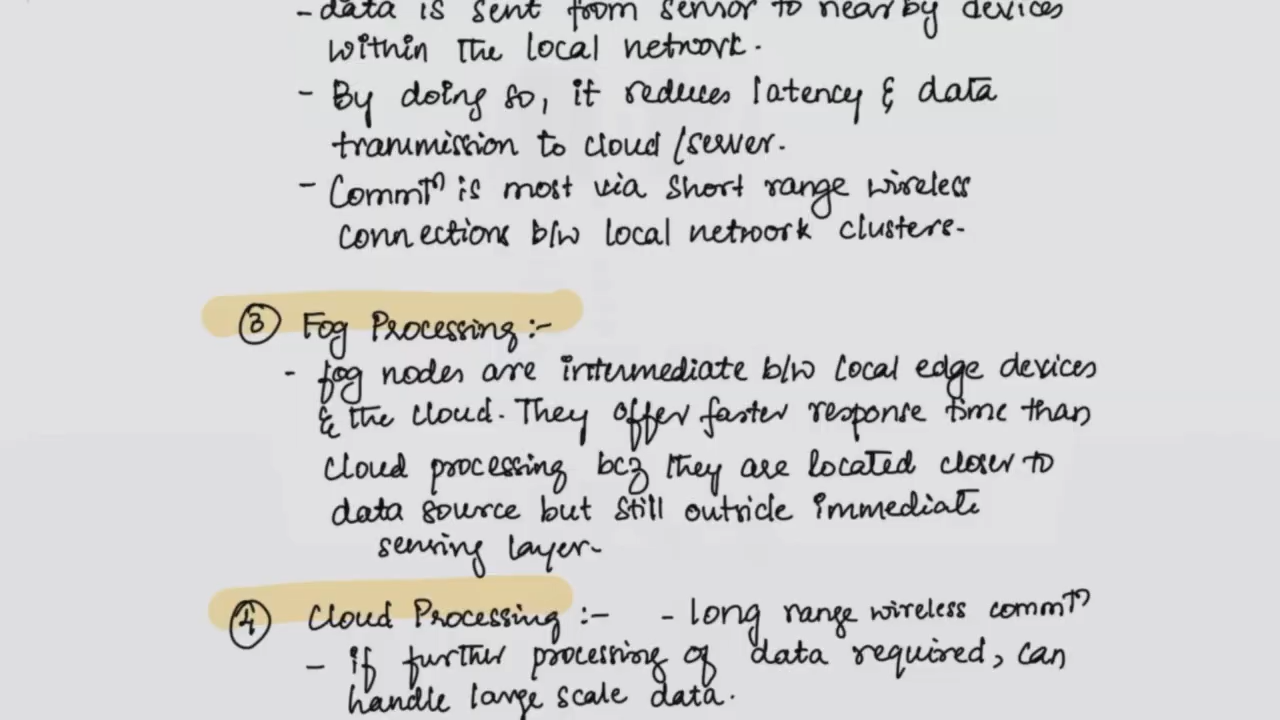 - data is sent from sensor to nearby devices
within the local network.
- By doing so, it reduces latency & data
transmission to cloud/server.
- Commⁿ is most via short range wireless
connections b/w local network clusters.
③ Fog Processing :-
- fog nodes are intermediate b/w local edge devices
& the cloud. They offer faster response time than
cloud processing bcz they are located closer to
data source but still outside immediate
sensing layer.
④ Cloud Processing :- - long range wireless commⁿ
- if further processing of data required, can
handle large scale data.